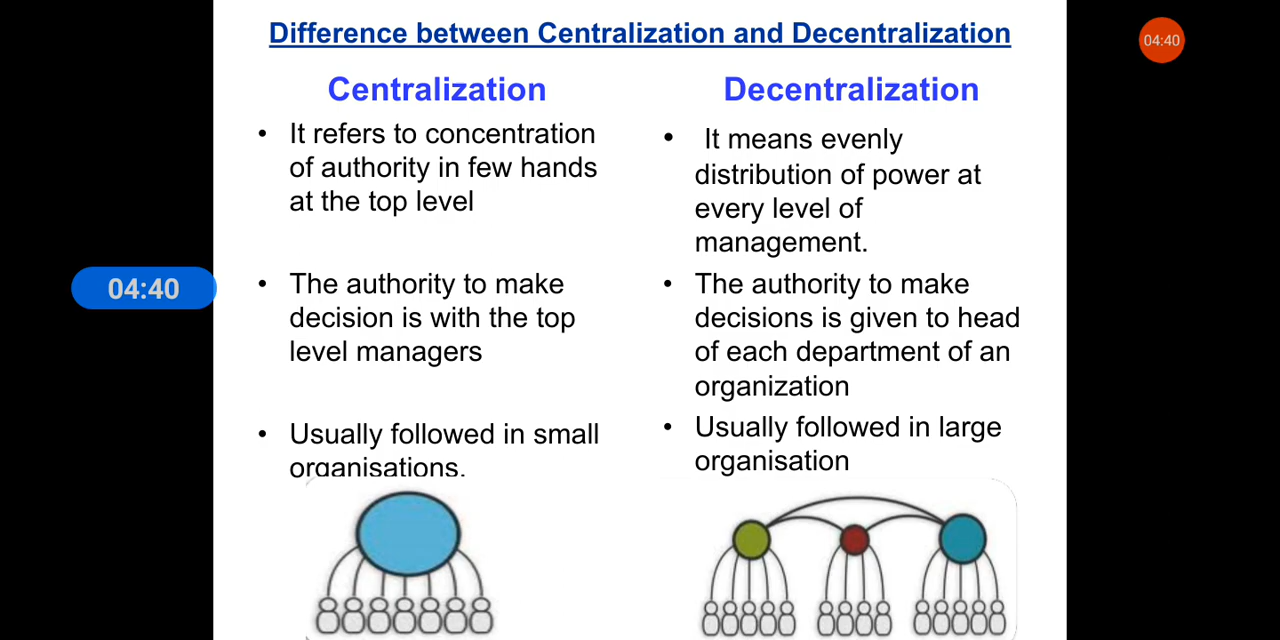 Difference between Centralization and Decentralization
04:40
Centralization
• It refers to concentration
of authority in few hands
at the top level
• The authority to make
decision is with the top
level managers
• Usually followed in small
organisations.
Decentralization
• It means evenly
distribution of power at
every level of
management.
• The authority to make
decisions is given to head
of each department of an
organization
• Usually followed in large
organisation
04:40